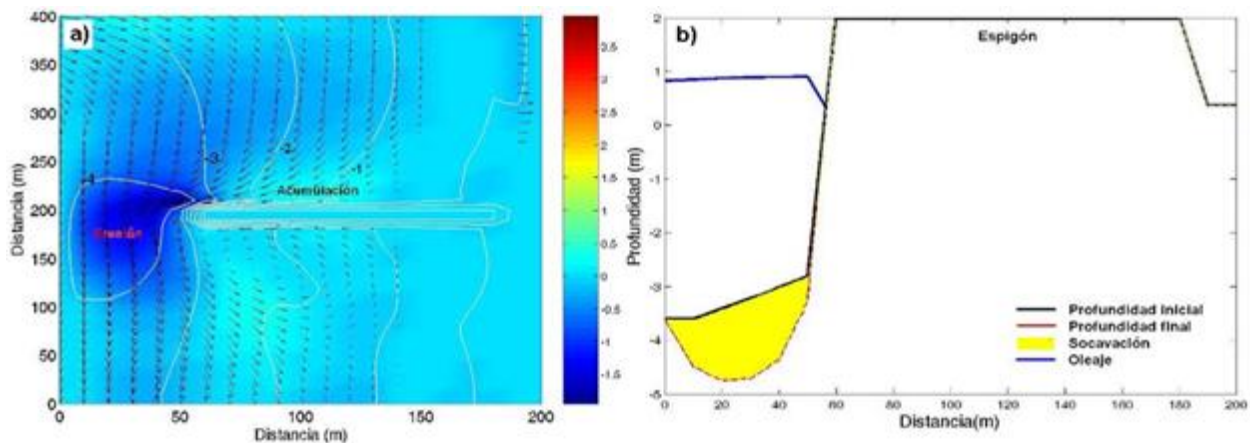 a)
400
350
300
250
200
150
100
50
0
Distancia (m)
0 50 100 150 200
Distancia (m)
-3
-2
-1
-4
Acumulación
Erosión
3.5
3
2.5
2
1.5
1
0.5
0
-0.5
-1
-1.5
b)
2
1
0
-1
-2
-3
-4
-5
Profundidad (m)
Espigón
Profundidad inicial
Profundidad final
Socavación
Oleaje
0 20 40 60 80 100 120 140 160 180 200
Distancia(m)